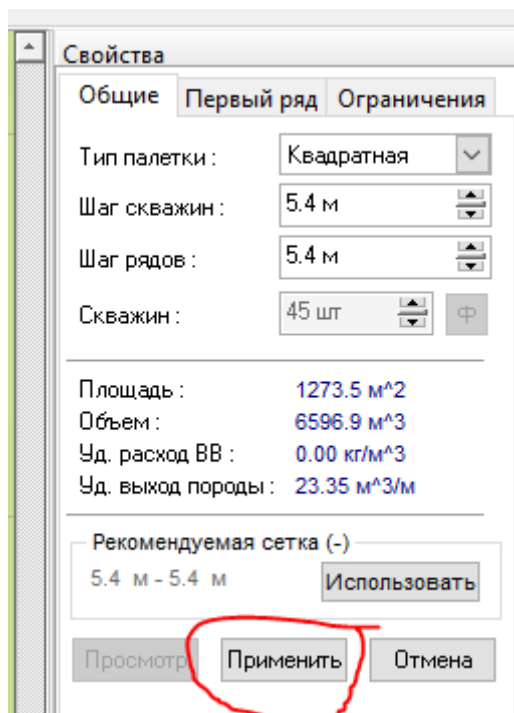 Свойства
Общие Первый ряд Ограничения
Тип палетки : Квадратная
Шаг скважин : 5.4 м
Шаг рядов : 5.4 м
Скважин : 45 шт Ф
Площадь : 1273.5 м^2
Объем : 6596.9 м^3
Уд. расход ВВ : 0.00 кг/м^3
Уд. выход породы : 23.35 м^3/м
Рекомендуемая сетка (-)
5.4 м - 5.4 м Использовать
Просмотр Применить Отмена